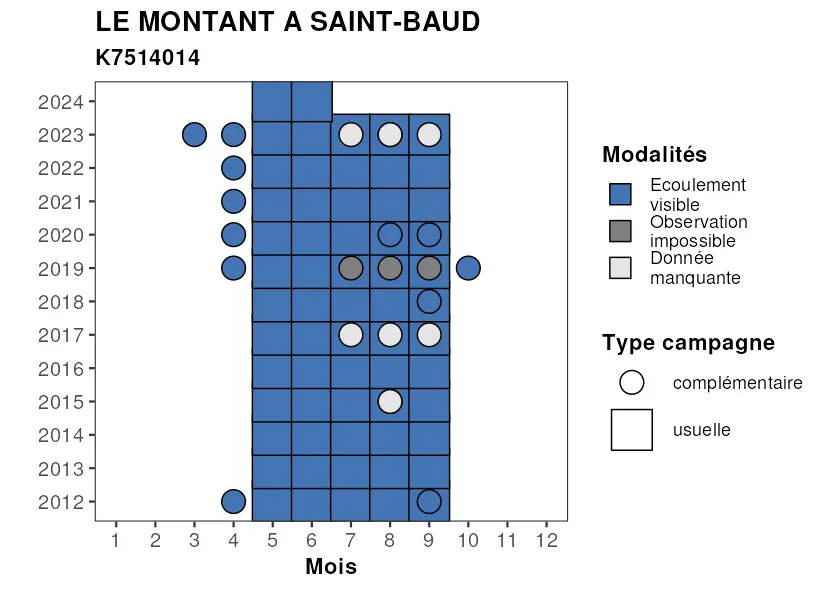 LE MONTANT A SAINT-BAUD
K7514014
2024
2023
2022
2021
2020
2019
2018
2017
2016
2015
2014
2013
2012
1 2 3 4 5 6 7 8 9 10 11 12
Mois
Modalités
Ecoulement
visible
Observation
impossible
Donnée
manquante
Type campagne
complémentaire
usuelle